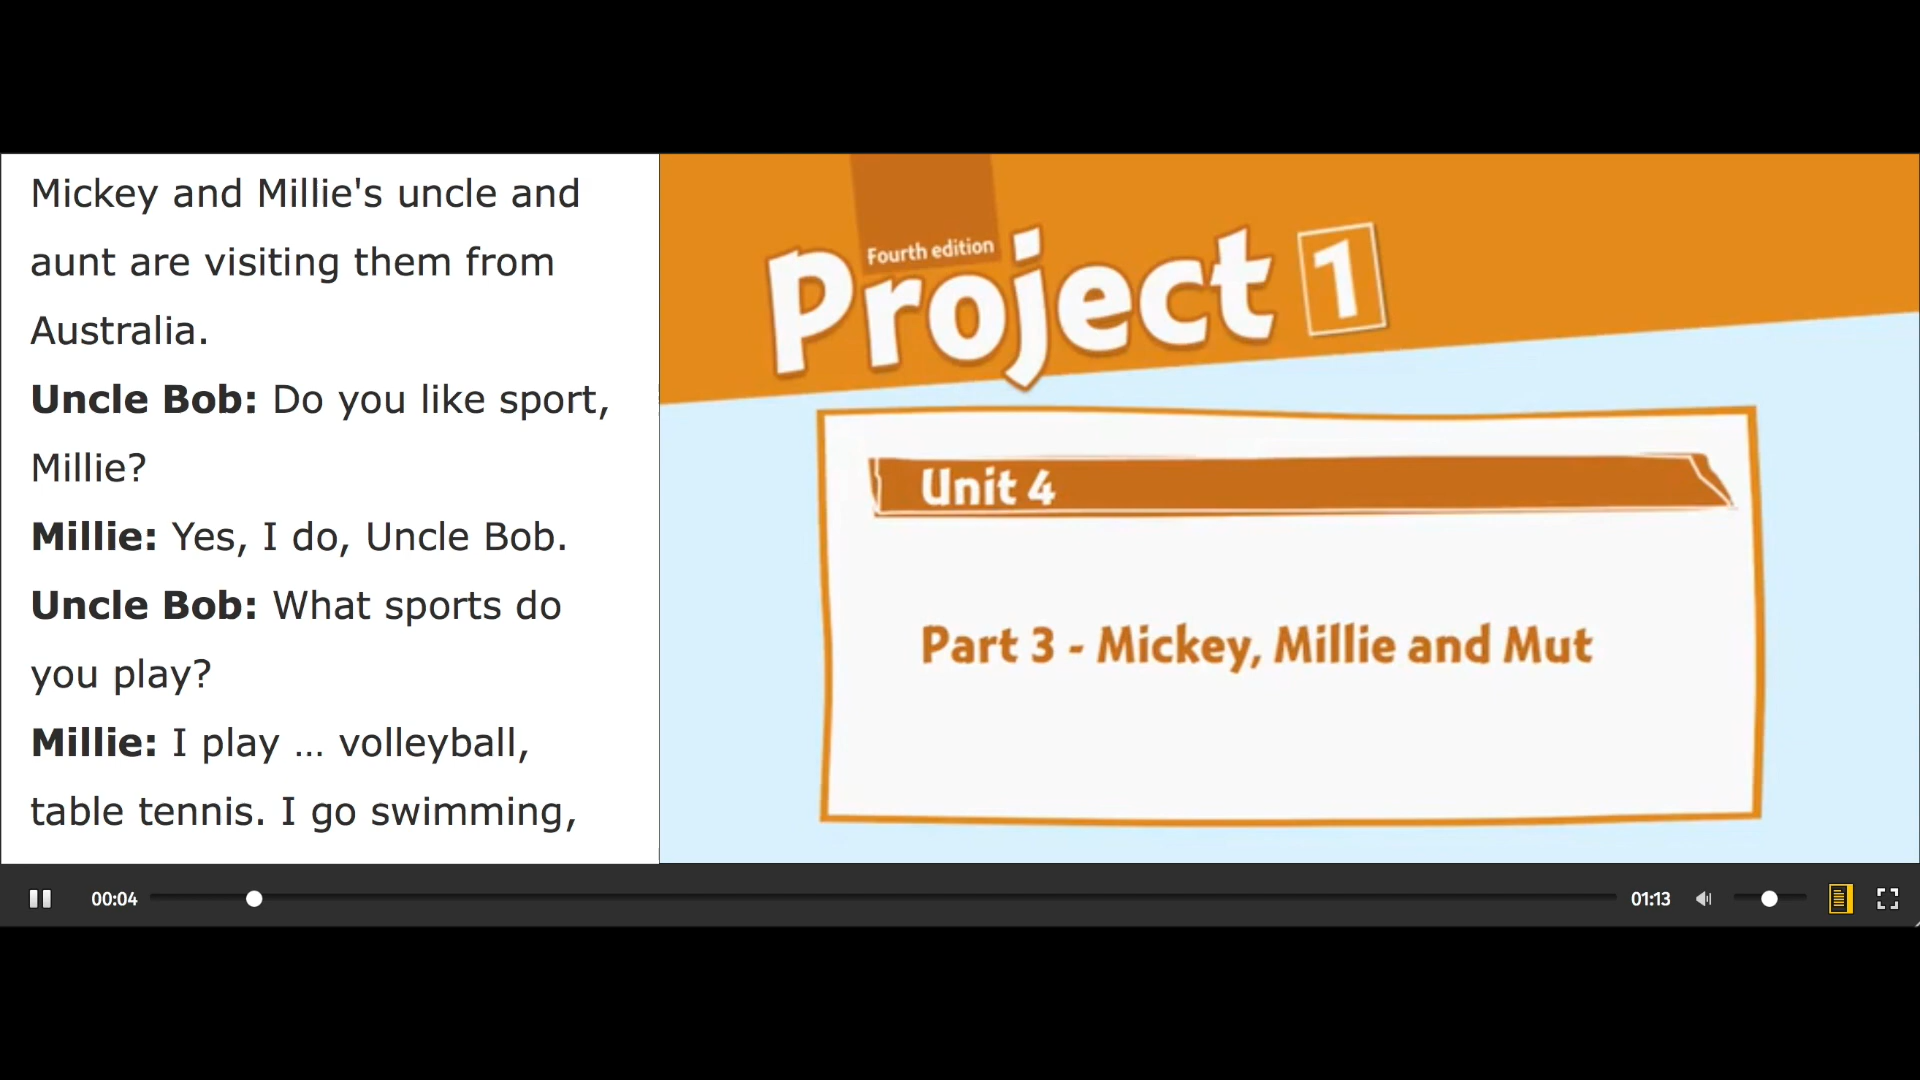 Mickey and Millie's uncle and
aunt are visiting them from
Australia.
Uncle Bob: Do you like sport,
Millie?
Millie: Yes, I do, Uncle Bob.
Uncle Bob: What sports do
you play?
Millie: I play … volleyball,
table tennis. I go swimming,
Fourth edition
Project 1
Unit 4
Part 3 - Mickey, Millie and Mut
00:04
01:13